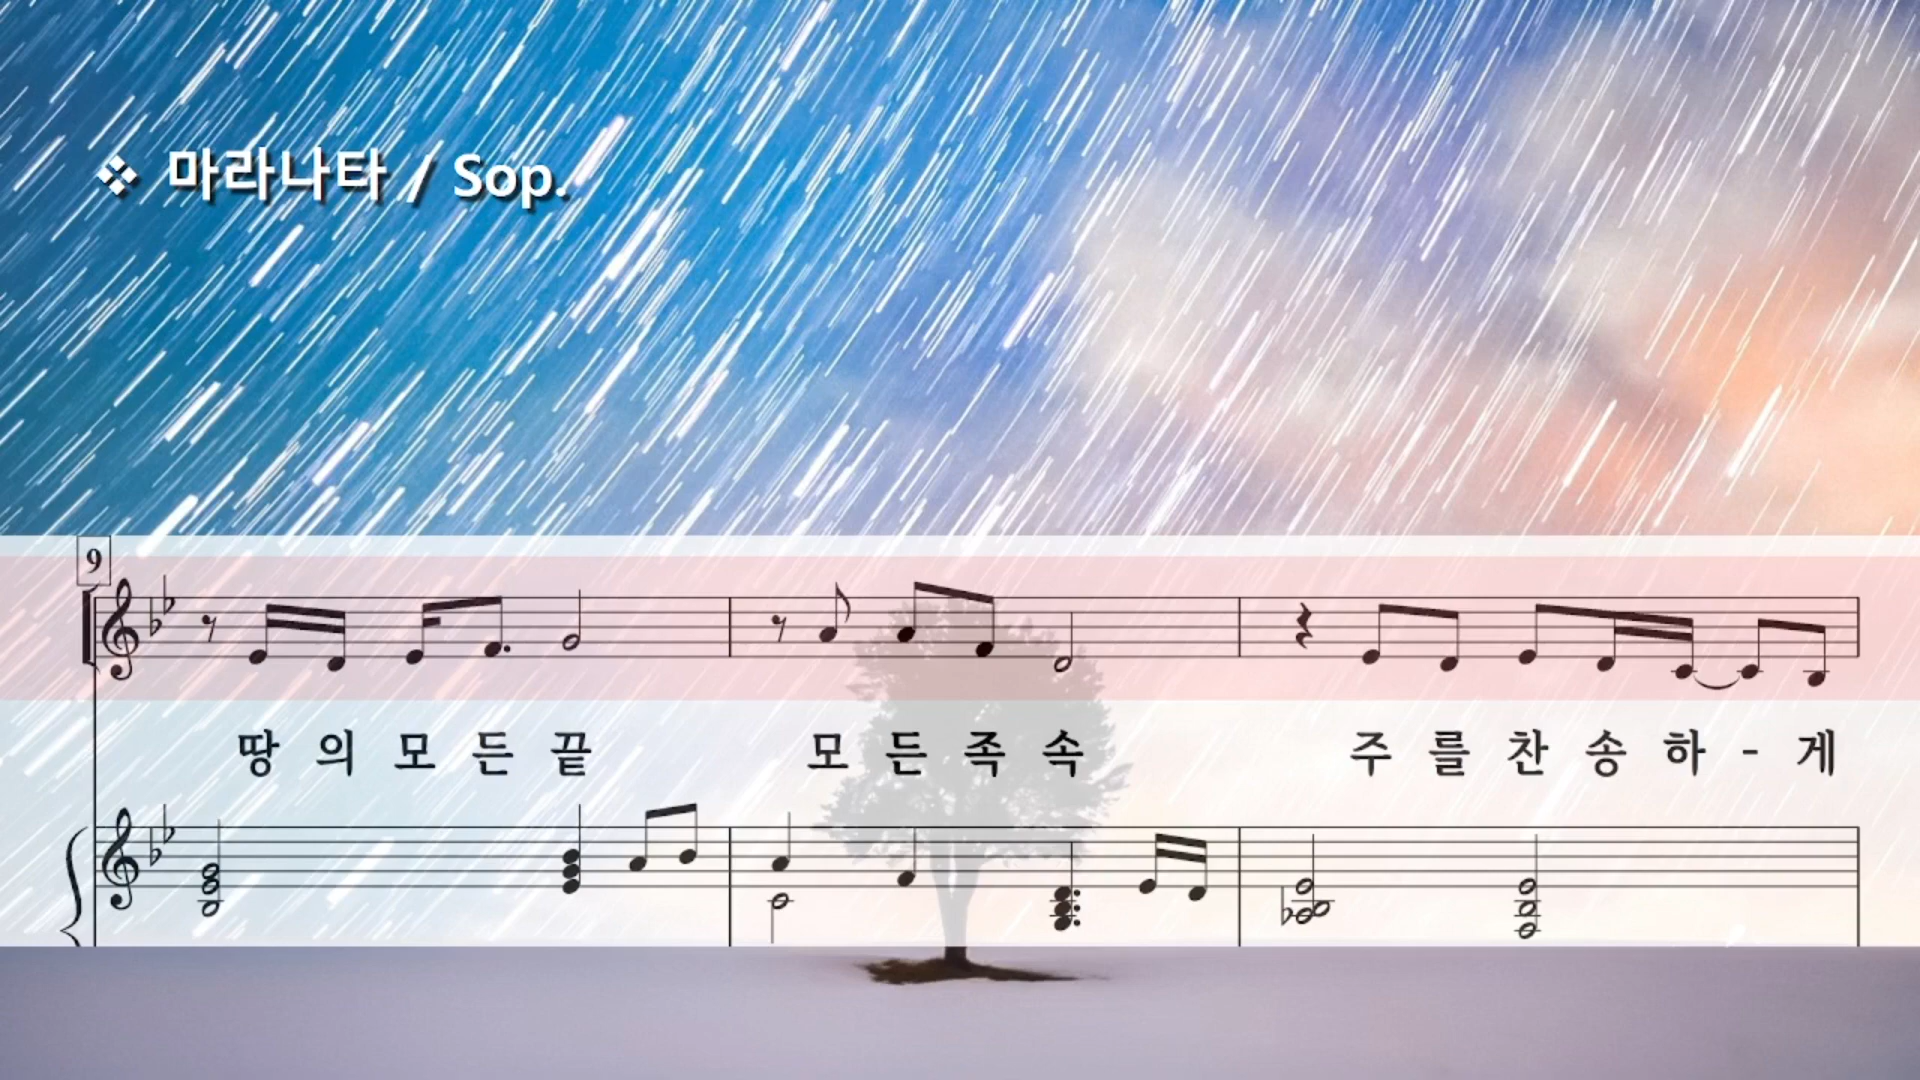 ❖ 마라나타 / Sop.
9
땅 의 모 든 끝 모 든 족 속 주 를 찬 송 하 - 게